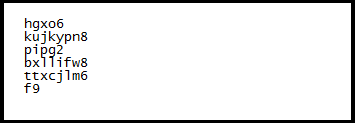 hgxo6
kujkypn8
pipg2
bxllifw8
ttxcjlm6
f9